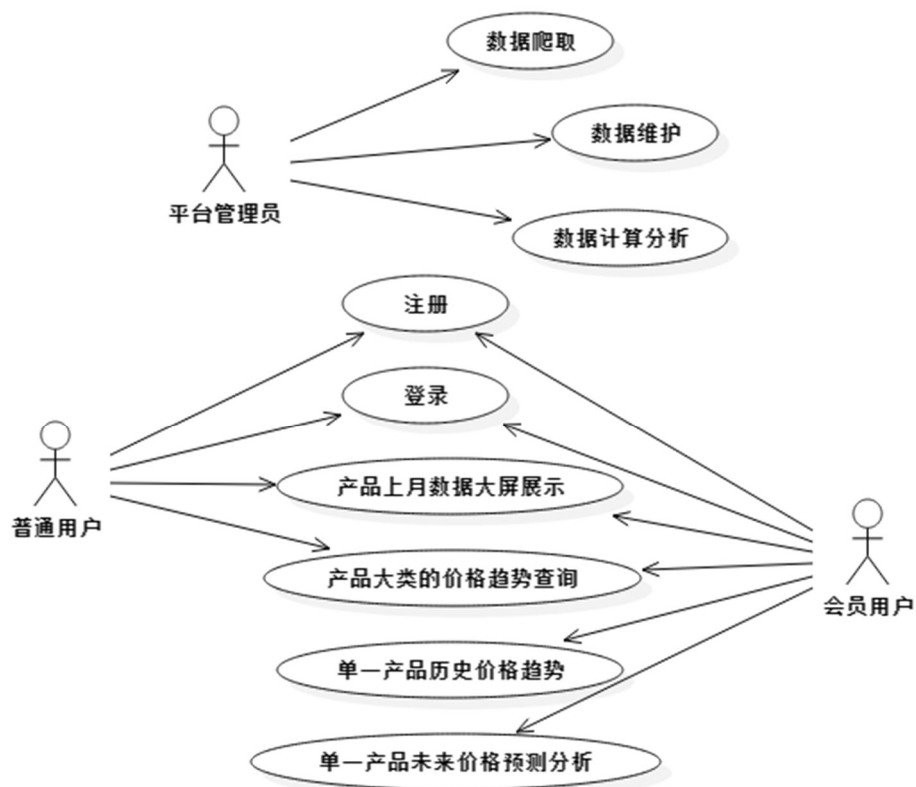 数据爬取
数据维护
平台管理员
数据计算分析
注册
登录
产品上月数据大屏展示
普通用户
产品大类的价格趋势查询
会员用户
单一产品历史价格趋势
单一产品未来价格预测分析